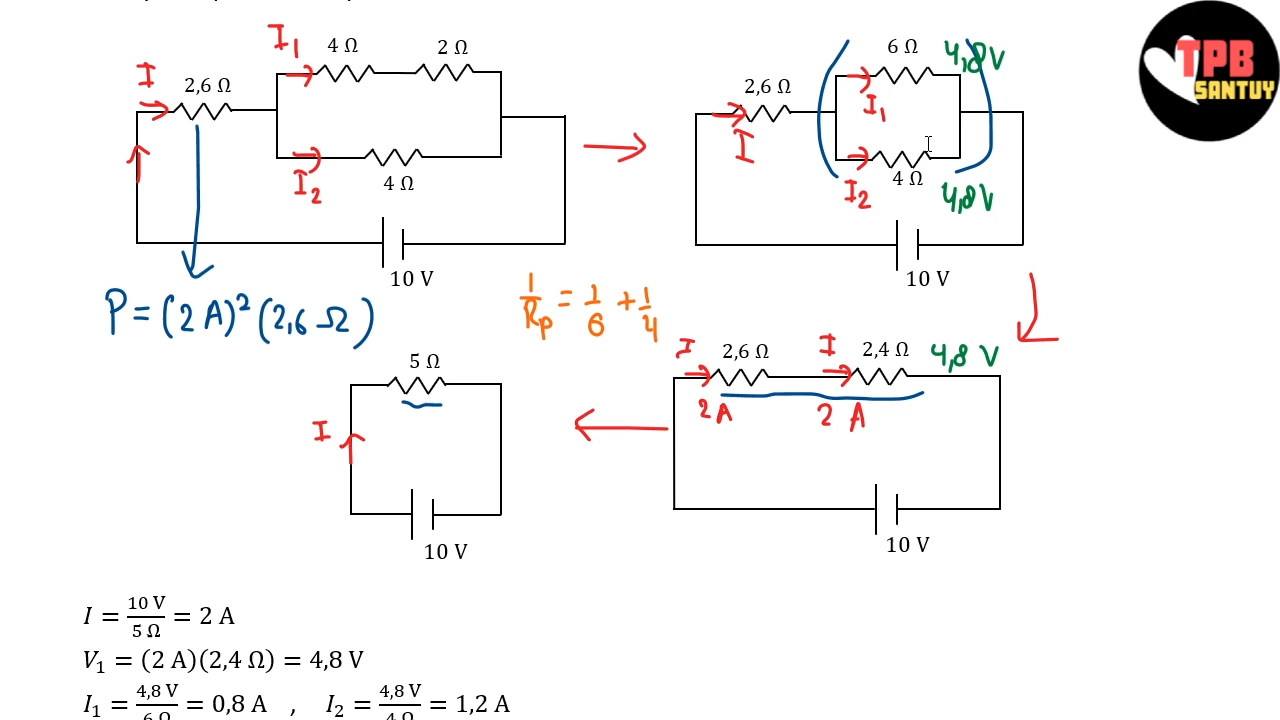 I₁
4 Ω
2 Ω
I
2,6 Ω
I₂
4 Ω
10 V
P = (2 A)² (2,6 Ω)
6 Ω
4,8 V
2,6 Ω
I₁
I
I₂
4 Ω
4,8 V
10 V
TPB
SANTUY
1/Rp = 1/6 + 1/4
5 Ω
I
10 V
I
2,6 Ω
I
2,4 Ω
4,8 V
2 A
2 A
10 V
I = 10 V/5 Ω = 2 A
V₁ = (2 A)(2,4 Ω) = 4,8 V
I₁ = 4,8 V/6 Ω = 0,8 A , I₂ = 4,8 V/4 Ω = 1,2 A